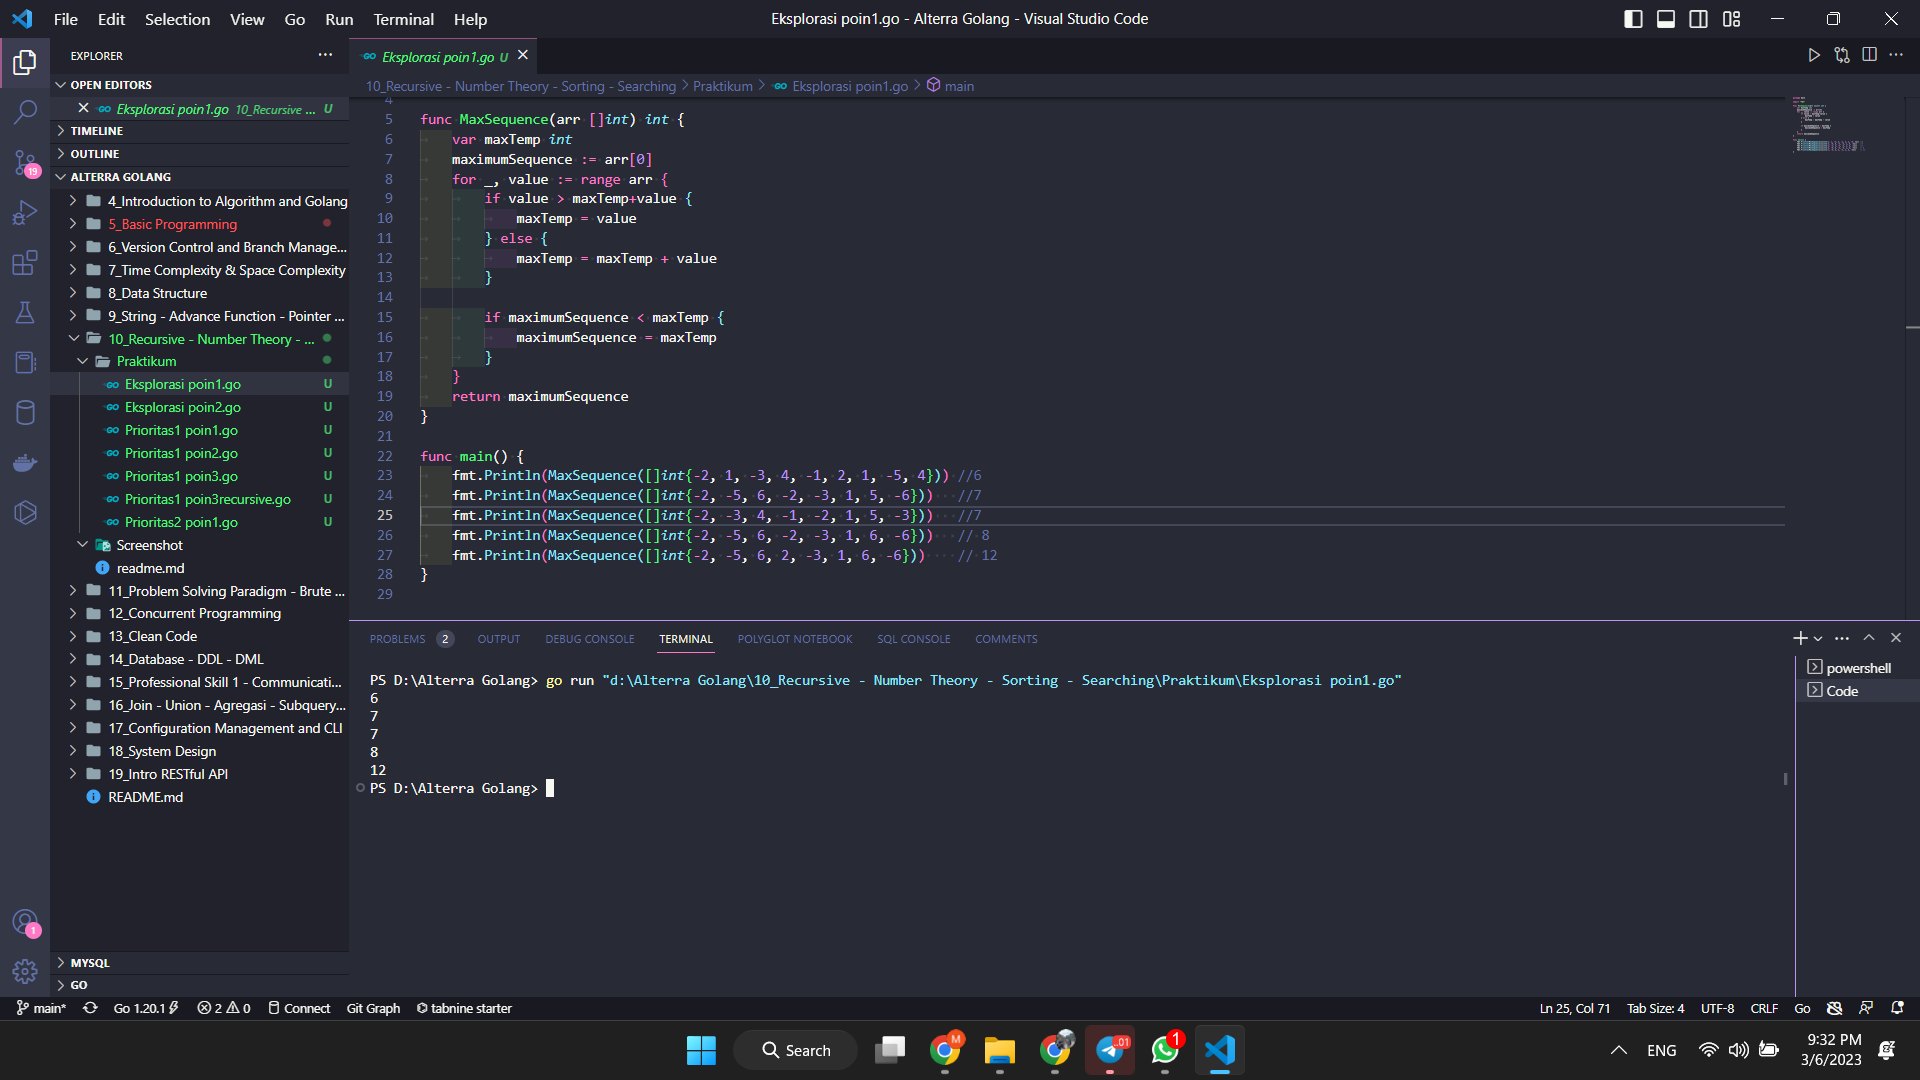 File Edit Selection View Go Run Terminal Help
Eksplorasi poin1.go - Alterra Golang - Visual Studio Code
EXPLORER
OPEN EDITORS
Eksplorasi poin1.go 10_Recursive ... U
TIMELINE
OUTLINE
ALTERRA GOLANG
4_Introduction to Algorithm and Golang
5_Basic Programming
6_Version Control and Branch Manage...
7_Time Complexity & Space Complexity
8_Data Structure
9_String - Advance Function - Pointer ...
10_Recursive - Number Theory - ...
Praktikum
Eksplorasi poin1.go U
Eksplorasi poin2.go U
Prioritas1 poin1.go U
Prioritas1 poin2.go U
Prioritas1 poin3.go U
Prioritas1 poin3recursive.go U
Prioritas2 poin1.go U
Screenshot
readme.md
11_Problem Solving Paradigm - Brute ...
12_Concurrent Programming
13_Clean Code
14_Database - DDL - DML
15_Professional Skill 1 - Communicati...
16_Join - Union - Agregasi - Subquery...
17_Configuration Management and CLI
18_System Design
19_Intro RESTful API
README.md
MYSQL
GO
19
1
Eksplorasi poin1.go U
10_Recursive - Number Theory - Sorting - Searching > Praktikum > Eksplorasi poin1.go > main
4
5 func MaxSequence(arr []int) int {
6 var maxTemp int
7 maximumSequence := arr[0]
8 for _, value := range arr {
9 if value > maxTemp+value {
10 maxTemp = value
11 } else {
12 maxTemp = maxTemp + value
13 }
14
15 if maximumSequence < maxTemp {
16 maximumSequence = maxTemp
17 }
18 }
19 return maximumSequence
20 }
21
22 func main() {
23 fmt.Println(MaxSequence([]int{-2, 1, -3, 4, -1, 2, 1, -5, 4})) //6
24 fmt.Println(MaxSequence([]int{-2, -5, 6, -2, -3, 1, 5, -6})) //7
25 fmt.Println(MaxSequence([]int{-2, -3, 4, -1, -2, 1, 5, -3})) //7
26 fmt.Println(MaxSequence([]int{-2, -5, 6, -2, -3, 1, 6, -6})) // 8
27 fmt.Println(MaxSequence([]int{-2, -5, 6, 2, -3, 1, 6, -6})) // 12
28 }
29
PROBLEMS 2 OUTPUT DEBUG CONSOLE TERMINAL POLYGLOT NOTEBOOK SQL CONSOLE COMMENTS
PS D:\Alterra Golang> go run "d:\Alterra Golang\10_Recursive - Number Theory - Sorting - Searching\Praktikum\Eksplorasi poin1.go"
6
7
7
8
12
PS D:\Alterra Golang>
powershell
Code
main* Go 1.20.1 2 0 Connect Git Graph tabnine starter
Ln 25, Col 71 Tab Size: 4 UTF-8 CRLF Go
Search
M
01
1
ENG
9:32 PM
3/6/2023